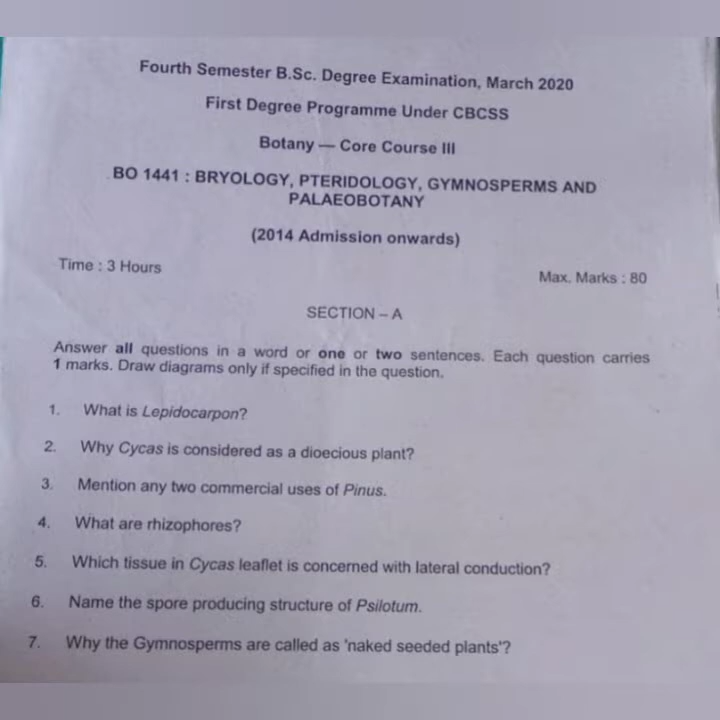 Fourth Semester B.Sc. Degree Examination, March 2020
First Degree Programme Under CBCSS
Botany — Core Course III
BO 1441 : BRYOLOGY, PTERIDOLOGY, GYMNOSPERMS AND
PALAEOBOTANY
(2014 Admission onwards)
Time : 3 Hours
Max. Marks : 80
SECTION – A
Answer all questions in a word or one or two sentences. Each question carries
1 marks. Draw diagrams only if specified in the question.
1. What is Lepidocarpon?
2. Why Cycas is considered as a dioecious plant?
3. Mention any two commercial uses of Pinus.
4. What are rhizophores?
5. Which tissue in Cycas leaflet is concerned with lateral conduction?
6. Name the spore producing structure of Psilotum.
7. Why the Gymnosperms are called as 'naked seeded plants'?